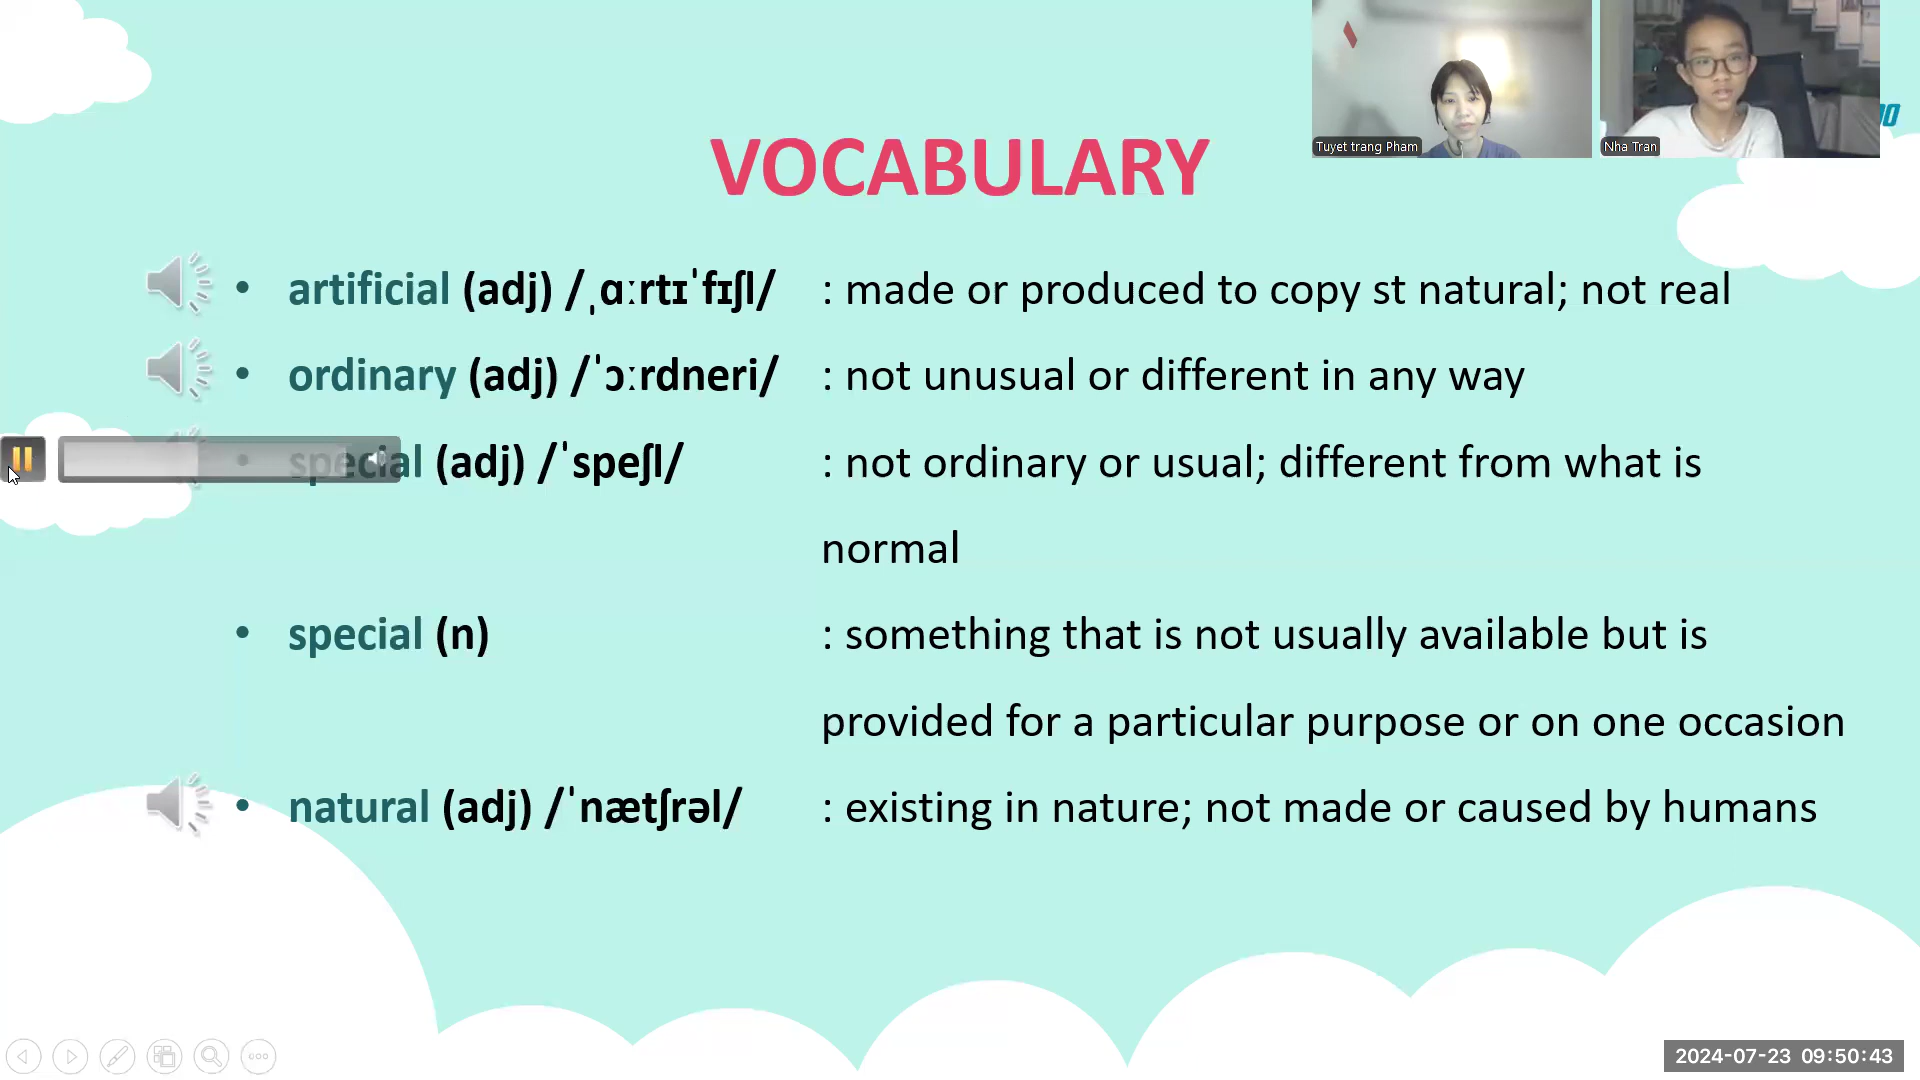 Tuyet trang Pham
Nha Tran
VOCABULARY
• artificial (adj) /ˌɑːrtɪˈfɪʃl/ : made or produced to copy st natural; not real
• ordinary (adj) /ˈɔːrdneri/ : not unusual or different in any way
• special (adj) /ˈspeʃl/ : not ordinary or usual; different from what is
normal
• special (n) : something that is not usually available but is
provided for a particular purpose or on one occasion
• natural (adj) /ˈnætʃrəl/ : existing in nature; not made or caused by humans
2024-07-23 09:50:43